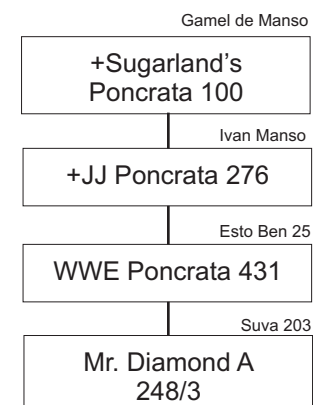 Gamel de Manso
+Sugarland’s
Poncrata 100
Ivan Manso
+JJ Poncrata 276
Esto Ben 25
WWE Poncrata 431
Suva 203
Mr. Diamond A
248/3